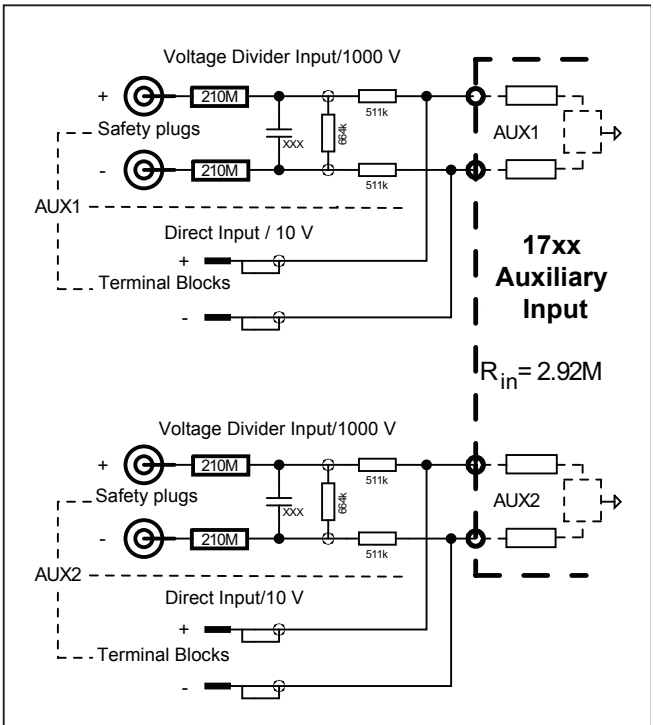 Voltage Divider Input/1000 V
+
210M
511k
Safety plugs
XXX
664k
AUX1
-
210M
511k
AUX1
Direct Input / 10 V
+
Terminal Blocks
-
17xx
Auxiliary
Input
Rin= 2.92M
Voltage Divider Input/1000 V
+
210M
511k
Safety plugs
XXX
664k
AUX2
-
210M
511k
AUX2
Direct Input/10 V
+
Terminal Blocks
-